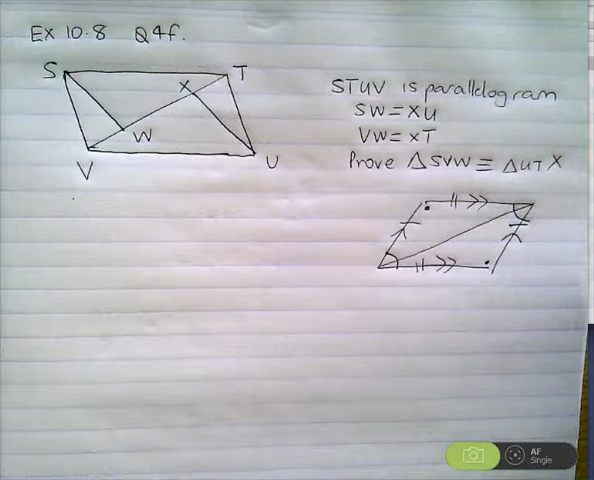 Ex 10.8 Q4f.
S
T
X
W
V
U
STUV is parallelogram
SW = XU
VW = XT
Prove ΔSVW ≡ ΔUTX
AF
Single